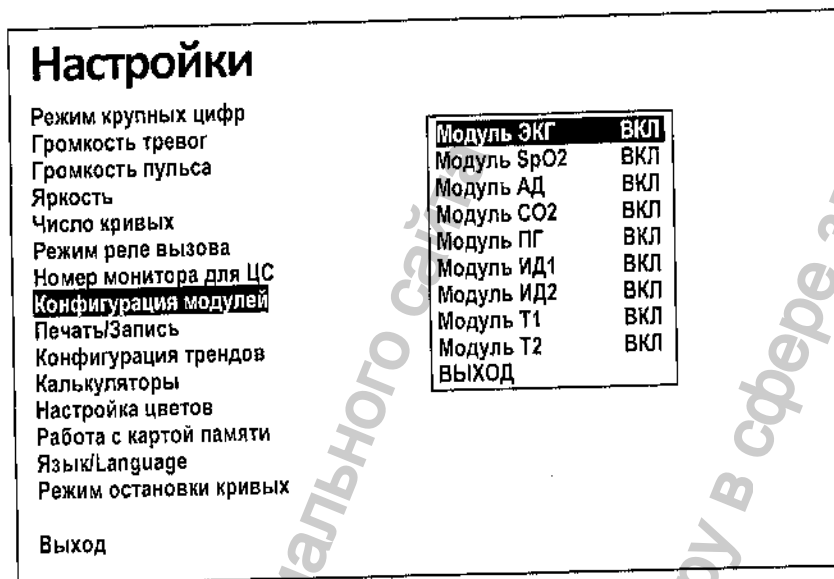 Настройки
Режим крупных цифр
Громкость тревог
Громкость пульса
Яркость
Число кривых
Режим реле вызова
Номер монитора для ЦС
Конфигурация модулей
Печать/Запись
Конфигурация трендов
Калькуляторы
Настройка цветов
Работа с картой памяти
Язык/Language
Режим остановки кривых
Выход
Модуль ЭКГ ВКЛ
Модуль SpO2 ВКЛ
Модуль АД ВКЛ
Модуль CO2 ВКЛ
Модуль ПГ ВКЛ
Модуль ИД1 ВКЛ
Модуль ИД2 ВКЛ
Модуль Т1 ВКЛ
Модуль Т2 ВКЛ
ВЫХОД
сайта
в сфере